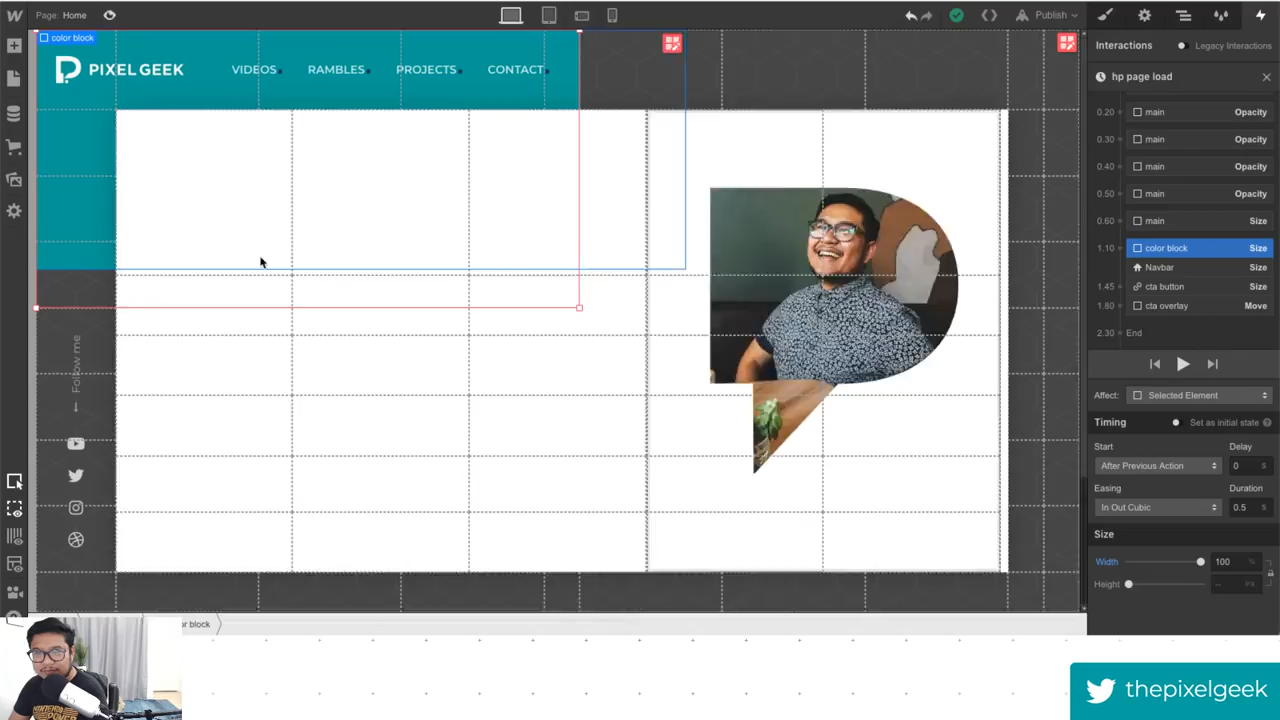 Page: Home
Publish
color block
PIXEL GEEK
VIDEOS
RAMBLES
PROJECTS
CONTACT
← Follow me
or block
Interactions
Legacy Interactions
hp page load
0.20 main Opacity
0.30 main Opacity
0.40 main Opacity
0.50 main Opacity
0.60 main Size
1.10 color block Size
Navbar Size
1.45 cta button Size
1.80 cta overlay Move
2.30 End
Affect: Selected Element
Timing Set as initial state
Start Delay
After Previous Action 0 S
Easing Duration
In Out Cubic 0.5 S
Size
Width 100 %
Height -- PX
thepixelgeek